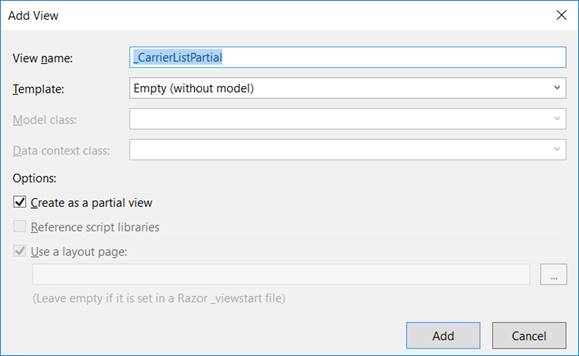 Add View
View name: _CarrierListPartial
Template: Empty (without model)
Model class:
Data context class:
Options:
Create as a partial view
Reference script libraries
Use a layout page:
...
(Leave empty if it is set in a Razor _viewstart file)
Add Cancel